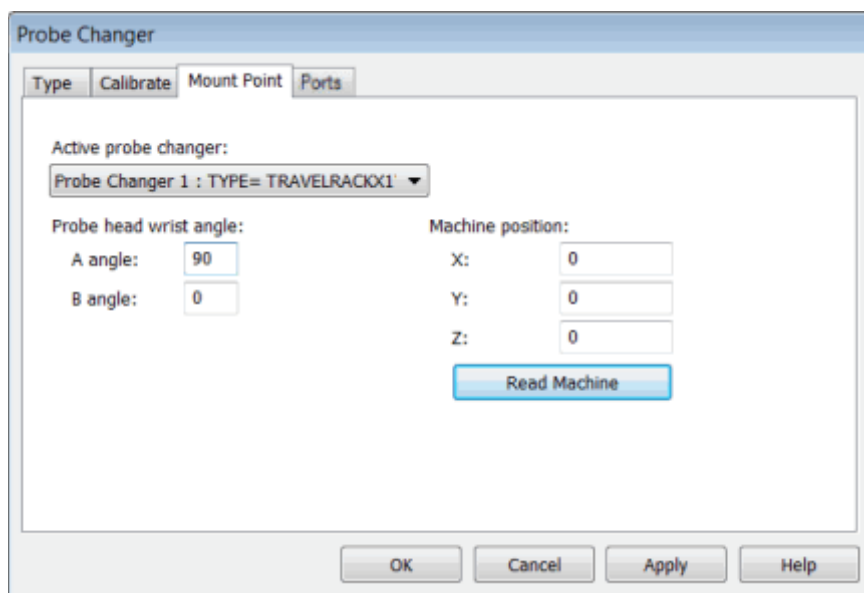 Probe Changer
Type Calibrate Mount Point Ports
Active probe changer:
Probe Changer 1 : TYPE= TRAVELRACKX1
Probe head wrist angle: Machine position:
A angle: 90 X: 0
B angle: 0 Y: 0
Z: 0
Read Machine
OK Cancel Apply Help